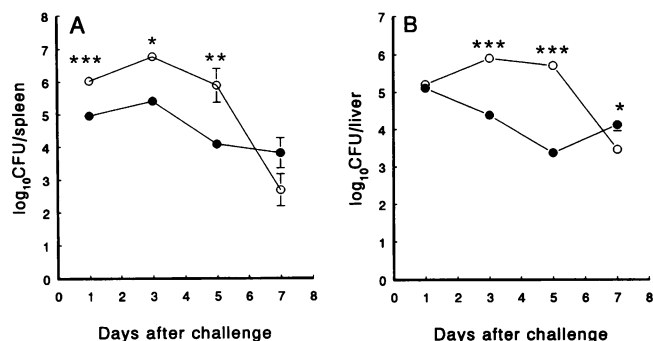 A
8
7
6
5
4
3
2
1
0
log10CFU/spleen
***
*
**
0 1 2 3 4 5 6 7 8
Days after challenge
B
7
6
5
4
3
2
1
0
log10CFU/liver
***
***
*
0 1 2 3 4 5 6 7 8
Days after challenge